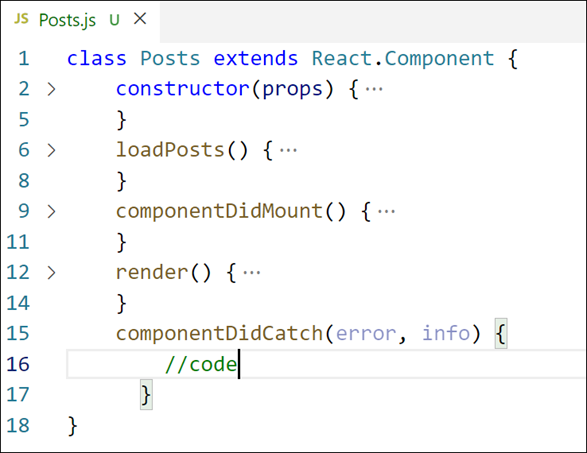 JS Posts.js U ×
1 class Posts extends React.Component {
2 > constructor(props) {···
5 }
6 > loadPosts() {···
8 }
9 > componentDidMount() {···
11 }
12 > render() {···
14 }
15 componentDidCatch(error, info) {
16 //code
17 }
18 }